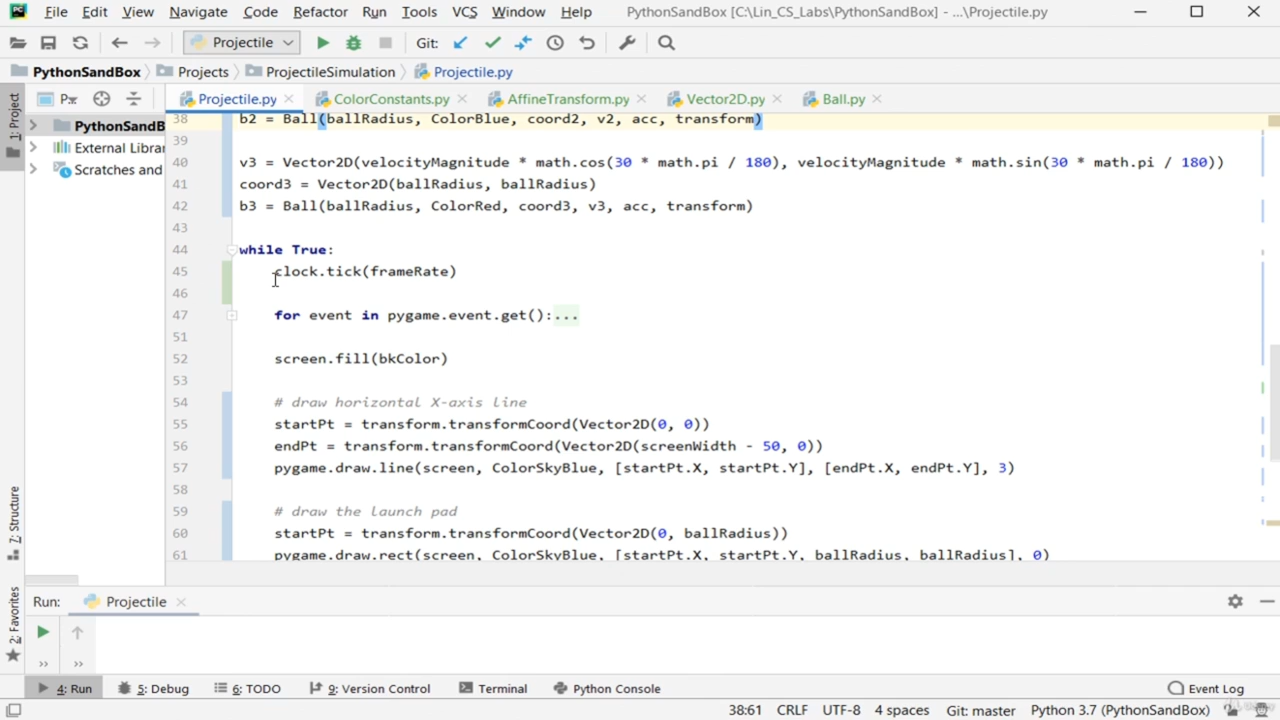 File Edit View Navigate Code Refactor Run Tools VCS Window Help PythonSandBox [C:\Lin_CS_Labs\PythonSandBox] - ...\Projectile.py
Projectile Git:
PythonSandBox Projects ProjectileSimulation Projectile.py
Px... Projectile.py ColorConstants.py AffineTransform.py Vector2D.py Ball.py
1: Project
PythonSandB
External Librar
Scratches and
38 b2 = Ball(ballRadius, ColorBlue, coord2, v2, acc, transform)
39
40 v3 = Vector2D(velocityMagnitude * math.cos(30 * math.pi / 180), velocityMagnitude * math.sin(30 * math.pi / 180))
41 coord3 = Vector2D(ballRadius, ballRadius)
42 b3 = Ball(ballRadius, ColorRed, coord3, v3, acc, transform)
43
44 while True:
45 clock.tick(frameRate)
46
47 for event in pygame.event.get():...
51
52 screen.fill(bkColor)
53
54 # draw horizontal X-axis line
55 startPt = transform.transformCoord(Vector2D(0, 0))
56 endPt = transform.transformCoord(Vector2D(screenWidth - 50, 0))
57 pygame.draw.line(screen, ColorSkyBlue, [startPt.X, startPt.Y], [endPt.X, endPt.Y], 3)
58
59 # draw the launch pad
60 startPt = transform.transformCoord(Vector2D(0, ballRadius))
61 pygame.draw.rect(screen, ColorSkyBlue, [startPt.X, startPt.Y, ballRadius, ballRadius], 0)
7: Structure
2: Favorites
Run: Projectile
4: Run 5: Debug 6: TODO 9: Version Control Terminal Python Console Event Log
38:61 CRLF UTF-8 4 spaces Git: master Python 3.7 (PythonSandBox)